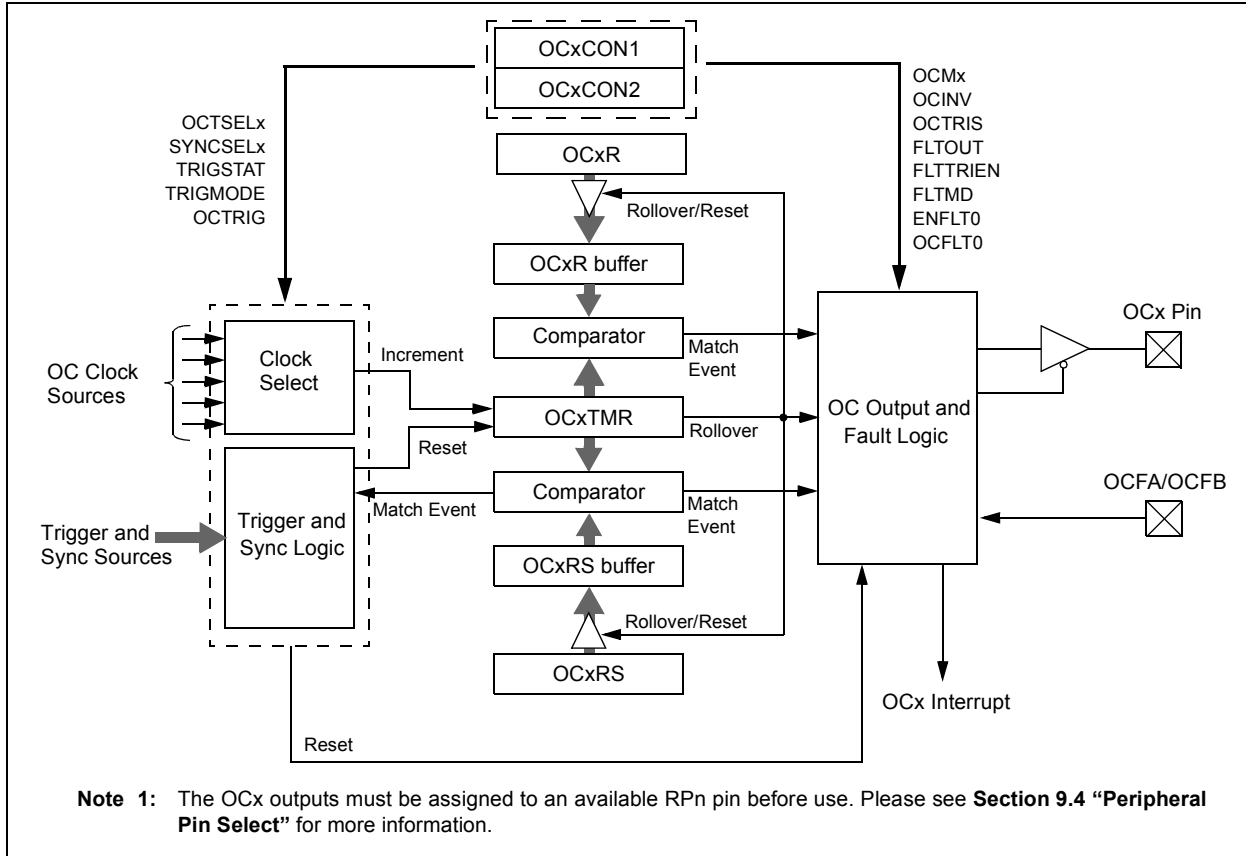 OCxCON1
OCxCON2
OCTSELx
SYNCSELx
TRIGSTAT
TRIGMODE
OCTRIG
OCMx
OCINV
OCTRIS
FLTOUT
FLTTRIEN
FLTMD
ENFLT0
OCFLT0
OCxR
Rollover/Reset
OCxR buffer
OC Clock
Sources
Clock
Select
Increment
Comparator
Match
Event
OCxTMR
Rollover
Reset
OC Output and
Fault Logic
OCx Pin
Trigger and
Sync Sources
Trigger and
Sync Logic
Match Event
Comparator
Match
Event
OCFA/OCFB
OCxRS buffer
Rollover/Reset
OCxRS
OCx Interrupt
Reset
Note 1: The OCx outputs must be assigned to an available RPn pin before use. Please see Section 9.4 “Peripheral
Pin Select” for more information.